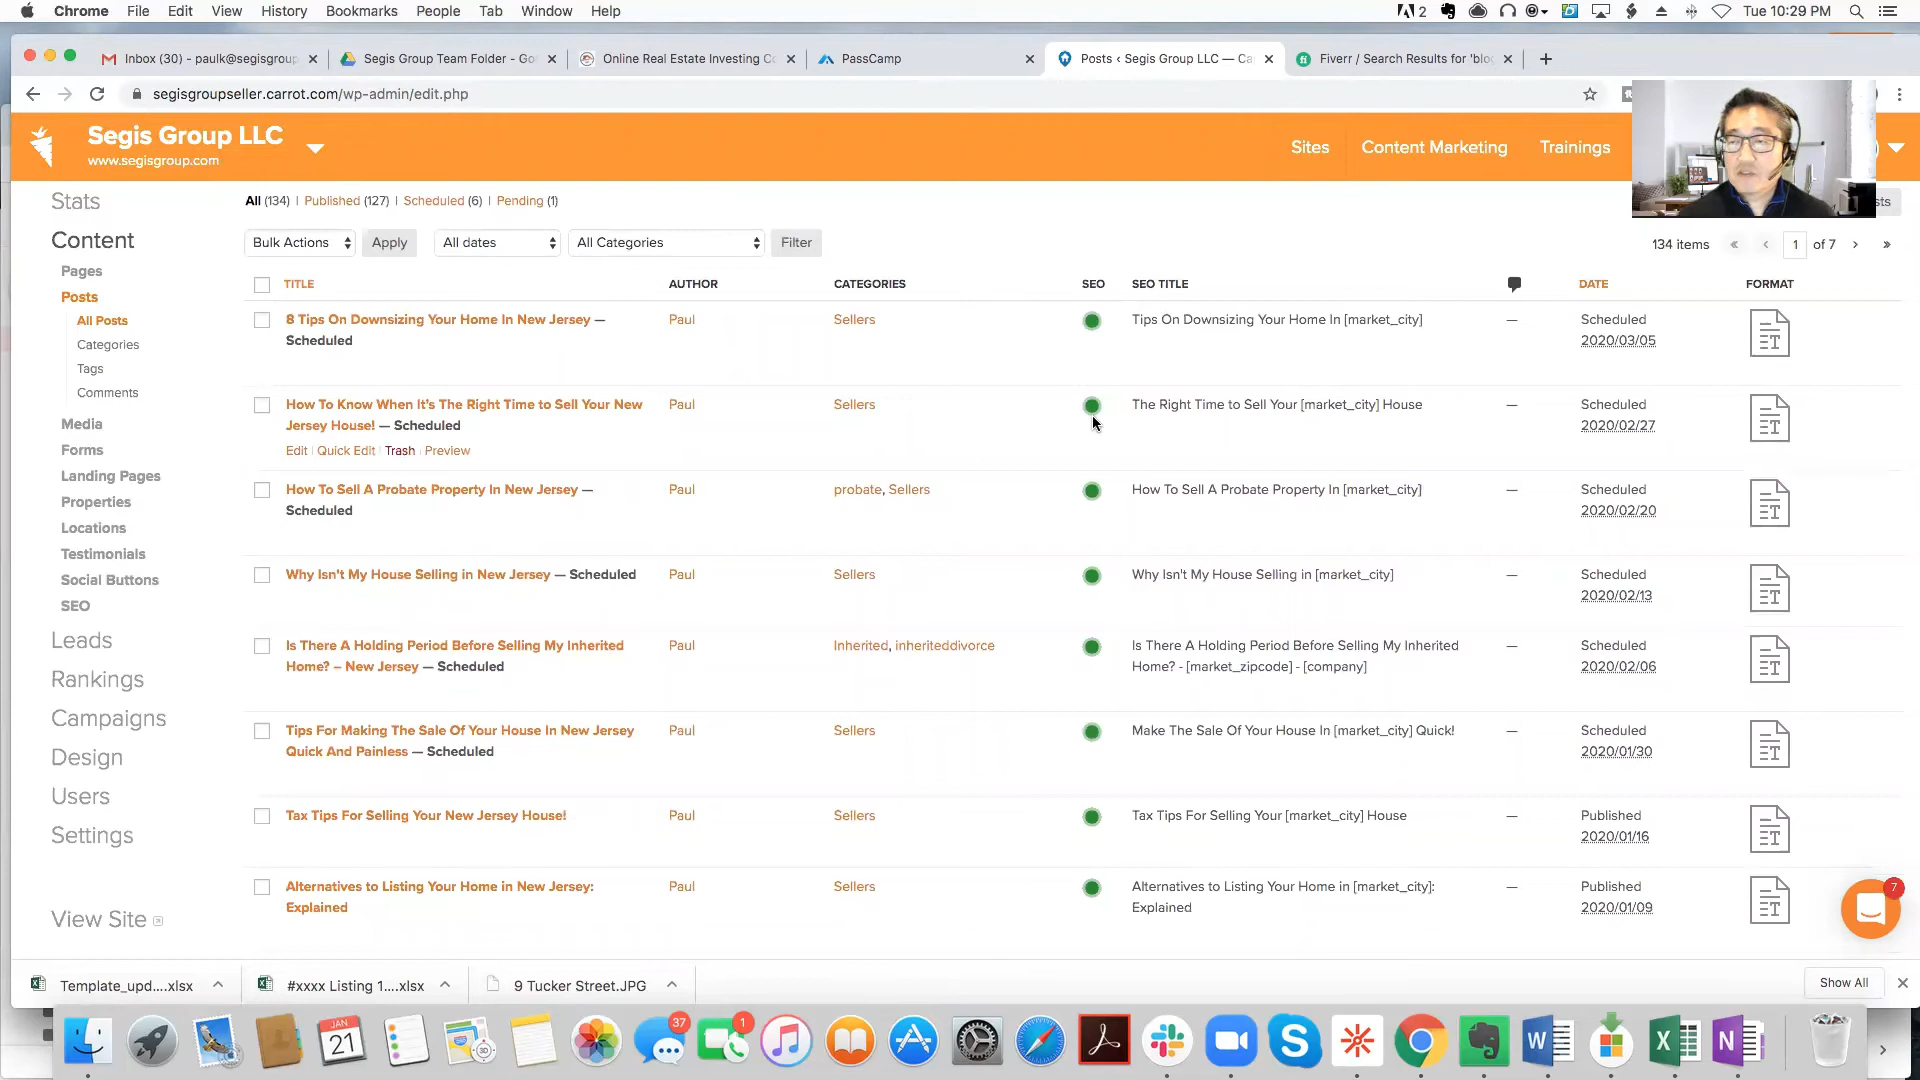 Chrome File Edit View History Bookmarks People Tab Window Help
2 Tue 10:29 PM
Inbox (30) - paulk@segisgroup.
Segis Group Team Folder - Go
Online Real Estate Investing Co
PassCamp
Posts ‹ Segis Group LLC — Ca
Fiverr / Search Results for 'blo
segisgroupseller.carrot.com/wp-admin/edit.php
Segis Group LLC
www.segisgroup.com
Sites Content Marketing Trainings
Stats
Content
Pages
Posts
All Posts
Categories
Tags
Comments
Media
Forms
Landing Pages
Properties
Locations
Testimonials
Social Buttons
SEO
Leads
Rankings
Campaigns
Design
Users
Settings
View Site
All (134) | Published (127) | Scheduled (6) | Pending (1)
Bulk Actions Apply All dates All Categories Filter
134 items « ‹ 1 of 7 › »
TITLE AUTHOR CATEGORIES SEO SEO TITLE DATE FORMAT
8 Tips On Downsizing Your Home In New Jersey — Paul Sellers Tips On Downsizing Your Home In [market_city] — Scheduled
Scheduled 2020/03/05
How To Know When It's The Right Time to Sell Your New Paul Sellers The Right Time to Sell Your [market_city] House — Scheduled
Jersey House! — Scheduled 2020/02/27
Edit | Quick Edit | Trash | Preview
How To Sell A Probate Property In New Jersey — Paul probate, Sellers How To Sell A Probate Property In [market_city] — Scheduled
Scheduled 2020/02/20
Why Isn't My House Selling in New Jersey — Scheduled Paul Sellers Why Isn't My House Selling in [market_city] — Scheduled
2020/02/13
Is There A Holding Period Before Selling My Inherited Paul Inherited, inheriteddivorce Is There A Holding Period Before Selling My Inherited — Scheduled
Home? – New Jersey — Scheduled Home? - [market_zipcode] - [company] 2020/02/06
Tips For Making The Sale Of Your House In New Jersey Paul Sellers Make The Sale Of Your House In [market_city] Quick! — Scheduled
Quick And Painless — Scheduled 2020/01/30
Tax Tips For Selling Your New Jersey House! Paul Sellers Tax Tips For Selling Your [market_city] House — Published
2020/01/16
Alternatives to Listing Your Home in New Jersey: Paul Sellers Alternatives to Listing Your Home in [market_city]: — Published
Explained Explained 2020/01/09
7
Template_upd....xlsx
#xxxx Listing 1....xlsx
9 Tucker Street.JPG
Show All
JAN
21
37
1